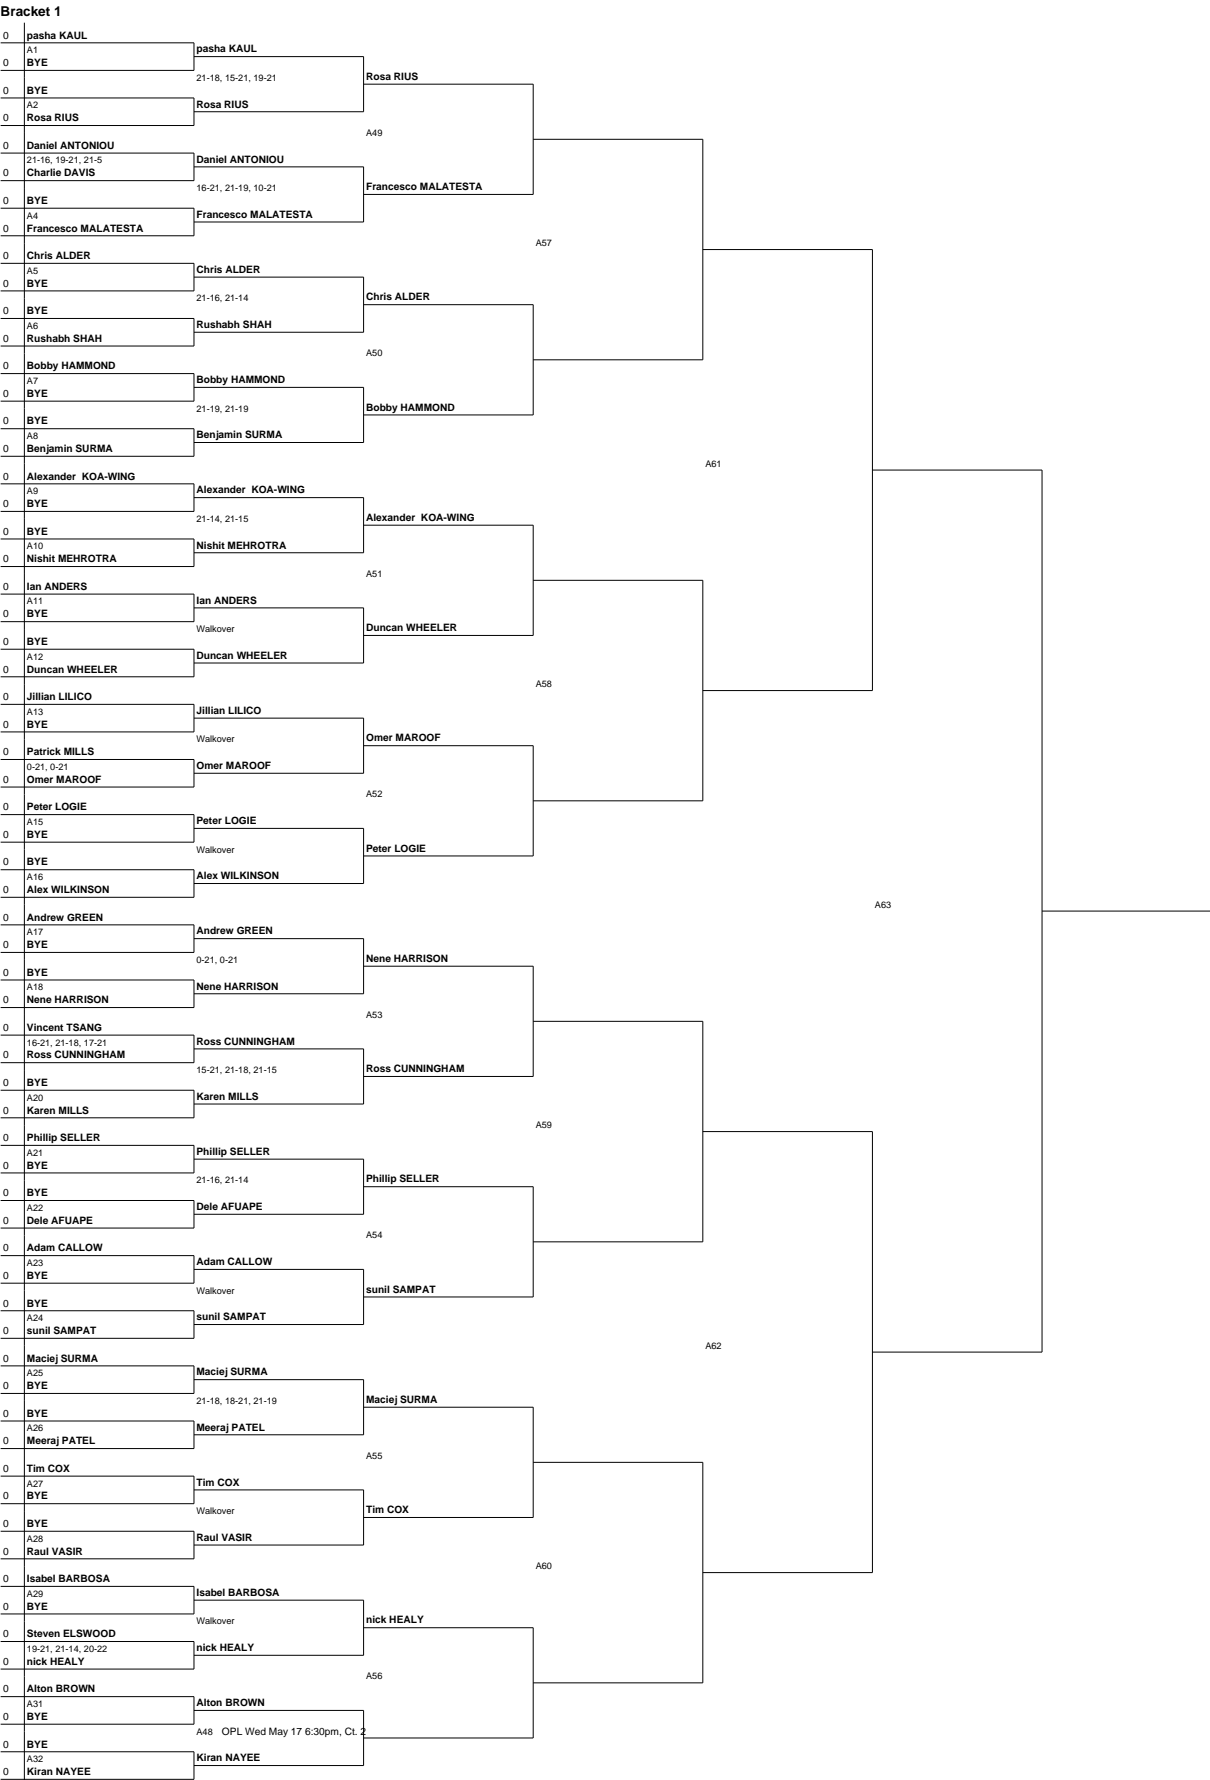 Bracket 1
0 pasha KAUL
A1 pasha KAUL
0 BYE
21-18, 15-21, 19-21 Rosa RIUS
0 BYE
A2 Rosa RIUS
0 Rosa RIUS
A49
0 Daniel ANTONIOU
21-16, 19-21, 21-5 Daniel ANTONIOU
0 Charlie DAVIS
16-21, 21-19, 10-21 Francesco MALATESTA
0 BYE
A4 Francesco MALATESTA
0 Francesco MALATESTA
A57
0 Chris ALDER
A5 Chris ALDER
0 BYE
21-16, 21-14 Chris ALDER
0 BYE
A6 Rushabh SHAH
0 Rushabh SHAH
A50
0 Bobby HAMMOND
A7 Bobby HAMMOND
0 BYE
21-19, 21-19 Bobby HAMMOND
0 BYE
A8 Benjamin SURMA
0 Benjamin SURMA
A61
0 Alexander KOA-WING
A9 Alexander KOA-WING
0 BYE
21-14, 21-15 Alexander KOA-WING
0 BYE
A10 Nishit MEHROTRA
0 Nishit MEHROTRA
A51
0 Ian ANDERS
A11 Ian ANDERS
0 BYE
Walkover Duncan WHEELER
0 BYE
A12 Duncan WHEELER
0 Duncan WHEELER
A58
0 Jillian LILICO
A13 Jillian LILICO
0 BYE
Walkover Omer MAROOF
0 Patrick MILLS
0-21, 0-21 Omer MAROOF
0 Omer MAROOF
A52
0 Peter LOGIE
A15 Peter LOGIE
0 BYE
Walkover Peter LOGIE
0 BYE
A16 Alex WILKINSON
0 Alex WILKINSON
A63
0 Andrew GREEN
A17 Andrew GREEN
0 BYE
0-21, 0-21 Nene HARRISON
0 BYE
A18 Nene HARRISON
0 Nene HARRISON
A53
0 Vincent TSANG
16-21, 21-18, 17-21 Ross CUNNINGHAM
0 Ross CUNNINGHAM
15-21, 21-18, 21-15 Ross CUNNINGHAM
0 BYE
A20 Karen MILLS
0 Karen MILLS
A59
0 Phillip SELLER
A21 Phillip SELLER
0 BYE
21-16, 21-14 Phillip SELLER
0 BYE
A22 Dele AFUAPE
0 Dele AFUAPE
A54
0 Adam CALLOW
A23 Adam CALLOW
0 BYE
Walkover sunil SAMPAT
0 BYE
A24 sunil SAMPAT
0 sunil SAMPAT
A62
0 Maciej SURMA
A25 Maciej SURMA
0 BYE
21-18, 18-21, 21-19 Maciej SURMA
0 BYE
A26 Meeraj PATEL
0 Meeraj PATEL
A55
0 Tim COX
A27 Tim COX
0 BYE
Walkover Tim COX
0 BYE
A28 Raul VASIR
0 Raul VASIR
A60
0 Isabel BARBOSA
A29 Isabel BARBOSA
0 BYE
Walkover nick HEALY
0 Steven ELSWOOD
19-21, 21-14, 20-22 nick HEALY
0 nick HEALY
A56
0 Alton BROWN
A31 Alton BROWN
0 BYE
A48 OPL Wed May 17 6:30pm, Ct. 2
0 BYE
A32 Kiran NAYEE
0 Kiran NAYEE